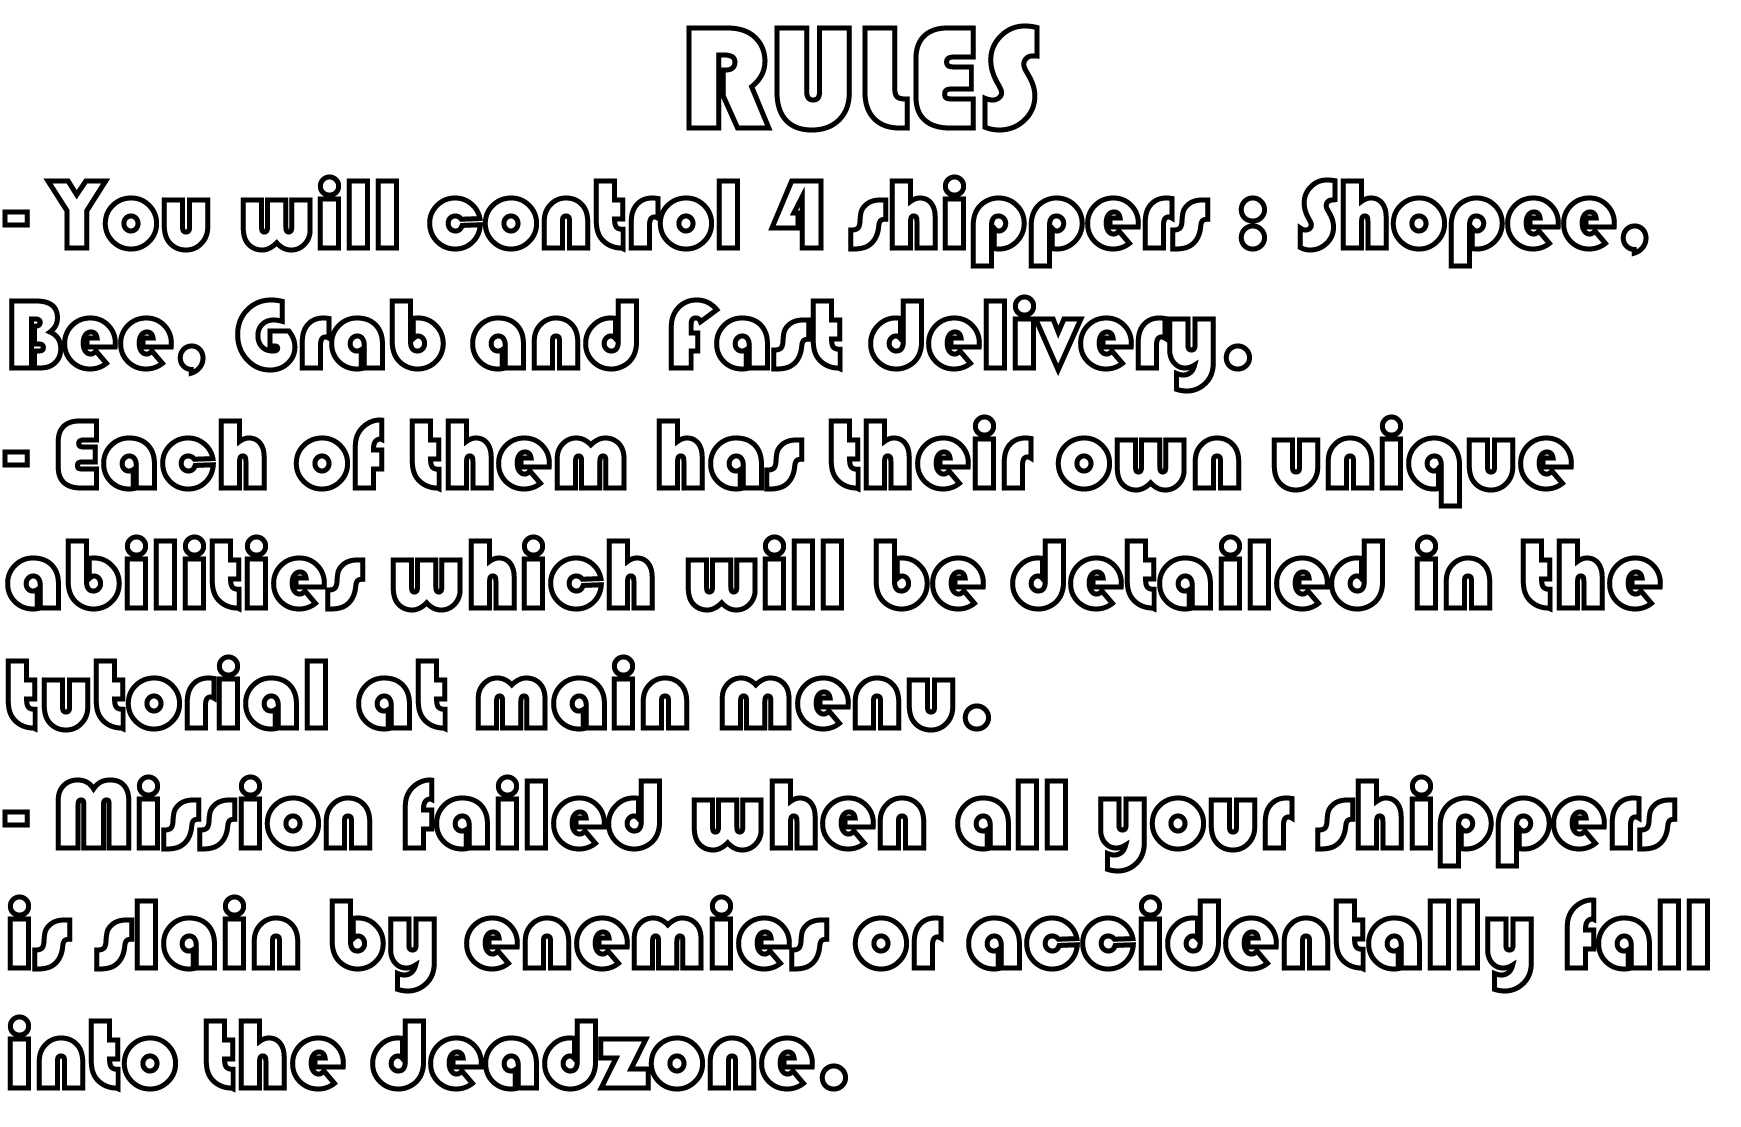 RULES
- You will control 4 shippers : Shopee,
Bee, Grab and Fast delivery.
- Each of them has their own unique
abilities which will be detailed in the
tutorial at main menu.
- Mission failed when all your shippers
is slain by enemies or accidentally fall
into the deadzone.